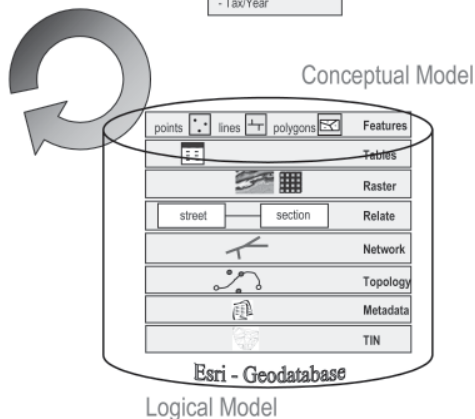 - Tax/Year
Conceptual Model
points lines polygons Features
Tables
Raster
street section Relate
Network
Topology
Metadata
TIN
Esri - Geodatabase
Logical Model